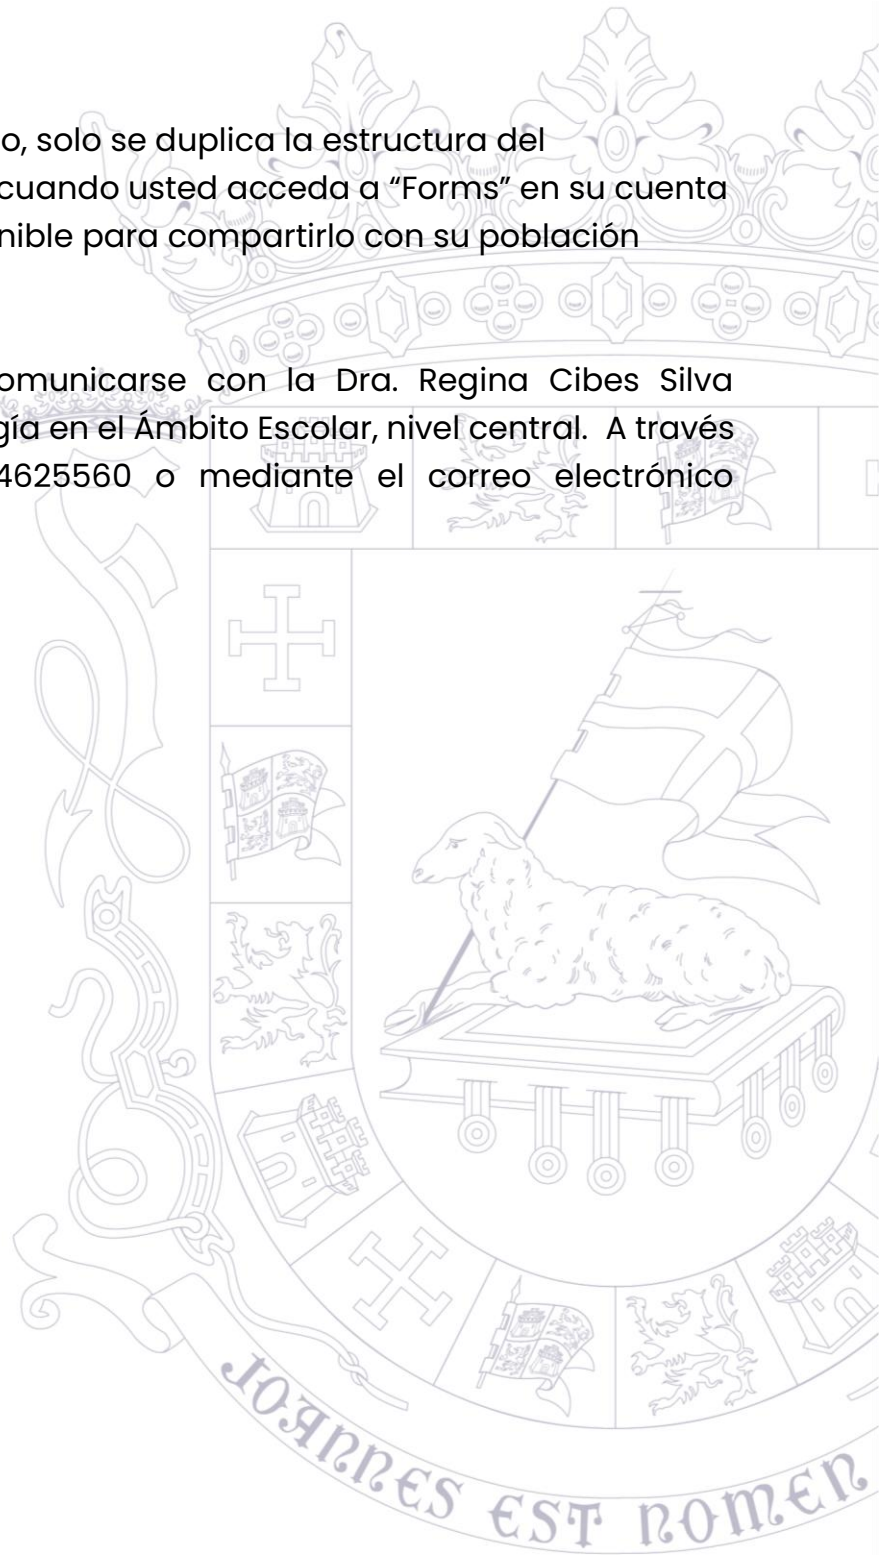 o, solo se duplica la estructura del
cuando usted acceda a “Forms” en su cuenta
nible para compartirlo con su población
omunicarse con la Dra. Regina Cibes Silva
gía en el Ámbito Escolar, nivel central. A través
4625560 o mediante el correo electrónico
JOANNES EST NOMEN